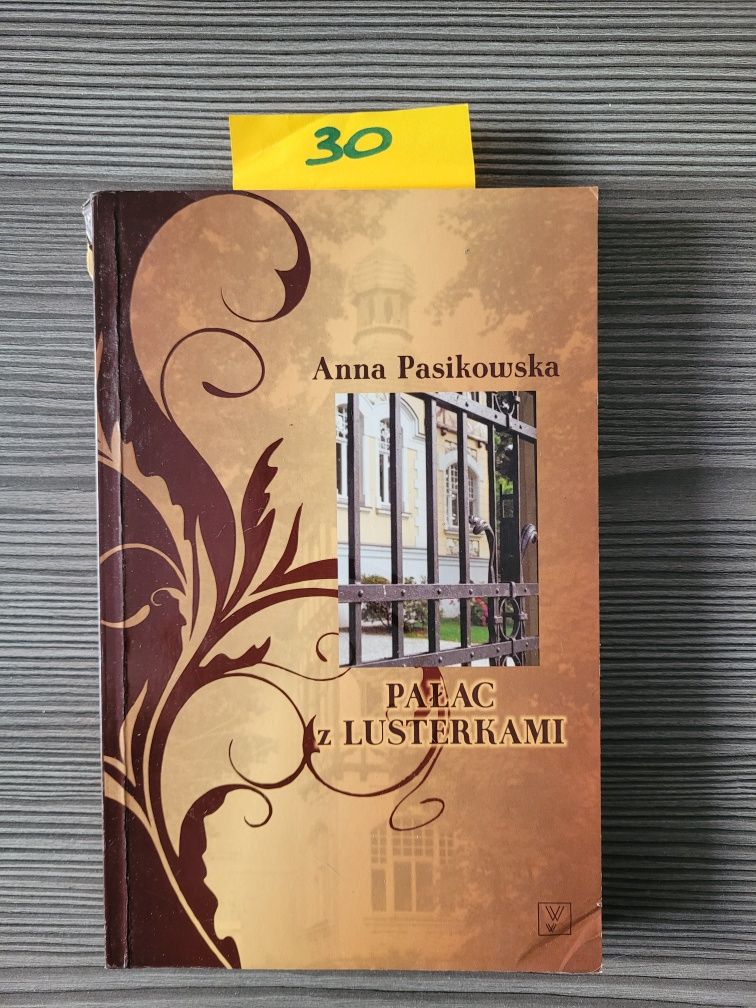 30
Anna Pasikowska
PAŁAC
z LUSTERKAMI
W
W